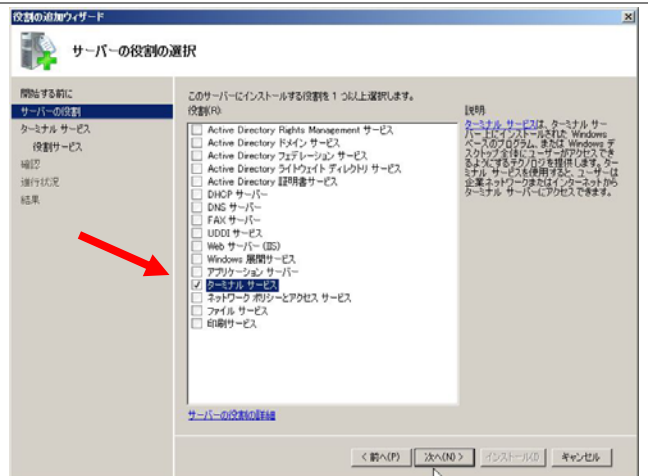 役割の追加ウィザード
サーバーの役割の選択
開始する前に
サーバーの役割
ターミナル サービス
役割サービス
確認
進行状況
結果
このサーバーにインストールする役割を 1 つ以上選択します。
役割(R):
Active Directory Rights Management サービス
Active Directory ドメイン サービス
Active Directory フェデレーション サービス
Active Directory ライトウェイト ディレクトリ サービス
Active Directory 証明書サービス
DHCP サーバー
DNS サーバー
FAX サーバー
UDDI サービス
Web サーバー (IIS)
Windows 展開サービス
アプリケーション サーバー
ターミナル サービス
ネットワーク ポリシーとアクセス サービス
ファイル サービス
印刷サービス
サーバーの役割の詳細
説明:
ターミナル サービスは、ターミナル サー
バー上にインストールされた Windows
ベースのプログラム、または Windows デ
スクトップ全体にユーザーがアクセスでき
るようにするテクノロジを提供します。ター
ミナル サービスを使用すると、ユーザーは
企業ネットワークまたはインターネットから
ターミナル サーバーにアクセスできます。
< 前へ(P)
次へ(N) >
インストール(I)
キャンセル